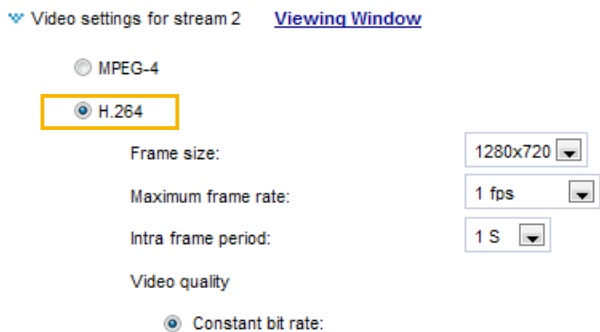 Video settings for stream 2 Viewing Window
MPEG-4
H.264
Frame size: 1280x720
Maximum frame rate: 1 fps
Intra frame period: 1 S
Video quality
Constant bit rate: